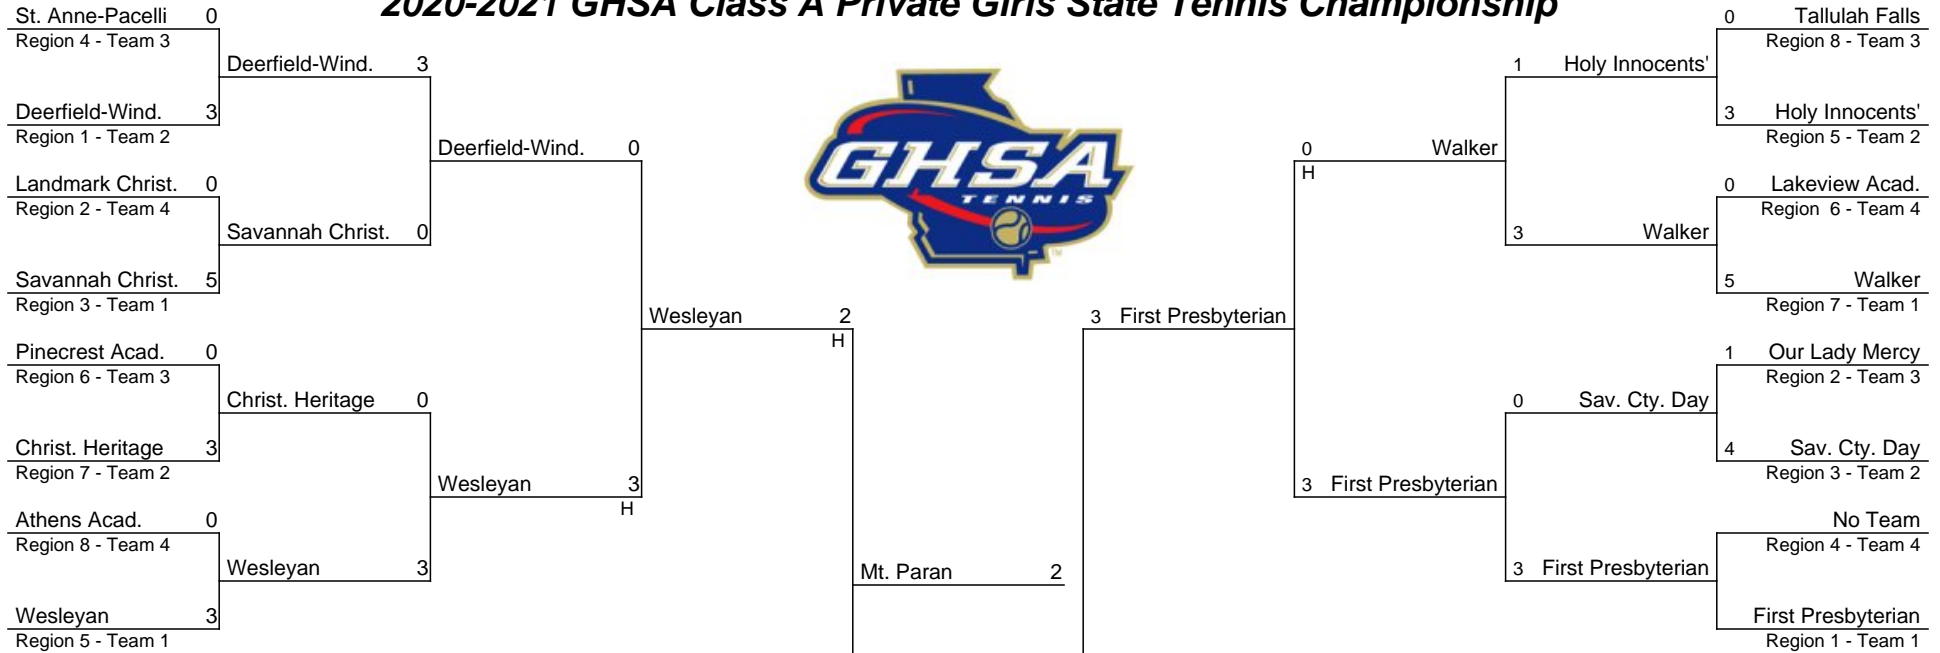 2020-2021 GHSA Class A Private Girls State Tennis Championship
St. Anne-Pacelli 0
Region 4 - Team 3
Deerfield-Wind. 3
Deerfield-Wind. 3
Region 1 - Team 2
Deerfield-Wind. 0
Landmark Christ. 0
Region 2 - Team 4
Savannah Christ. 0
Savannah Christ. 5
Region 3 - Team 1
Wesleyan 2
H
Pinecrest Acad. 0
Region 6 - Team 3
Christ. Heritage 0
Christ. Heritage 3
Region 7 - Team 2
Wesleyan 3
H
Athens Acad. 0
Region 8 - Team 4
Wesleyan 3
Wesleyan 3
Region 5 - Team 1
GHSA
TENNIS
TM
Mt. Paran 2
0 Tallulah Falls
Region 8 - Team 3
1 Holy Innocents'
3 Holy Innocents'
Region 5 - Team 2
0 Walker
H
0 Lakeview Acad.
Region 6 - Team 4
3 Walker
5 Walker
Region 7 - Team 1
3 First Presbyterian
1 Our Lady Mercy
Region 2 - Team 3
0 Sav. Cty. Day
4 Sav. Cty. Day
Region 3 - Team 2
3 First Presbyterian
No Team
Region 4 - Team 4
3 First Presbyterian
First Presbyterian
Region 1 - Team 1